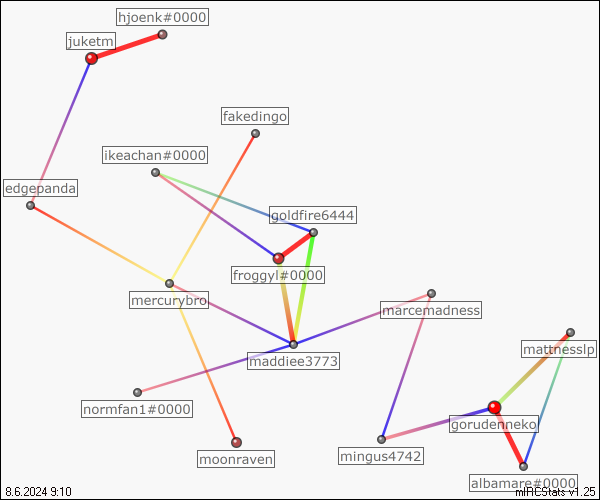 hjoenk#0000
juketm
fakedingo
ikeachan#0000
edgepanda
goldfire6444
froggyl#0000
mercurybro
marcemadness
mattnesslp
maddiee3773
normfan1#0000
gorudenneko
moonraven
mingus4742
albamare#0000
8.6.2024 9:10
mIRCStats v1.25